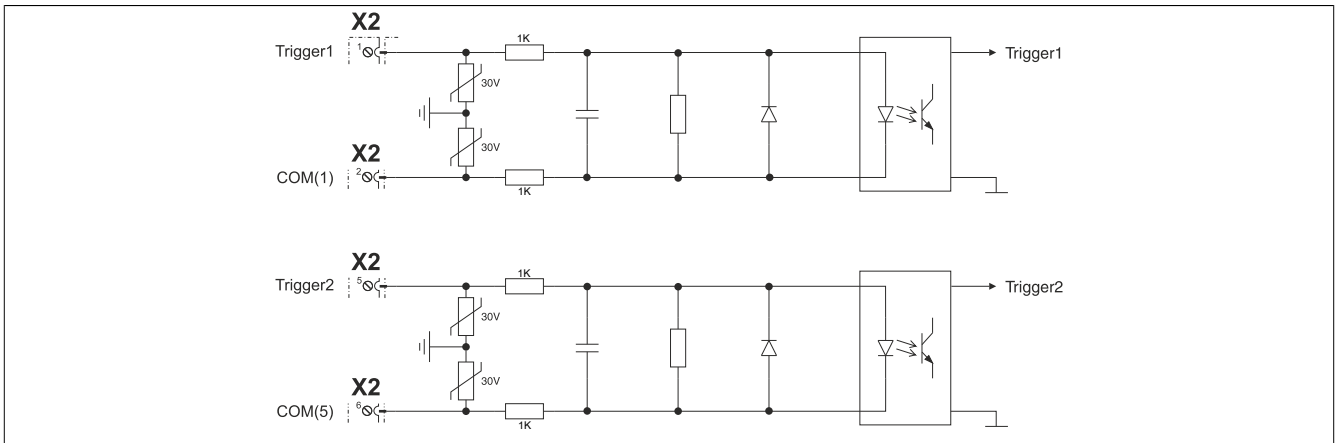 X2
Trigger1
1
1K
Trigger1
30V
30V
X2
COM(1)
2
1K
X2
Trigger2
5
1K
Trigger2
30V
30V
X2
COM(5)
6
1K